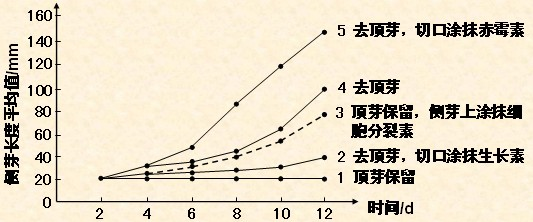 侧芽长度平均值/mm
160
140
120
100
80
60
40
20
0
2 4 6 8 10 12
时间/d
5 去顶芽，切口涂抹赤霉素
4 去顶芽
3 顶芽保留，侧芽上涂抹细
胞分裂素
2 去顶芽，切口涂抹生长素
1 顶芽保留